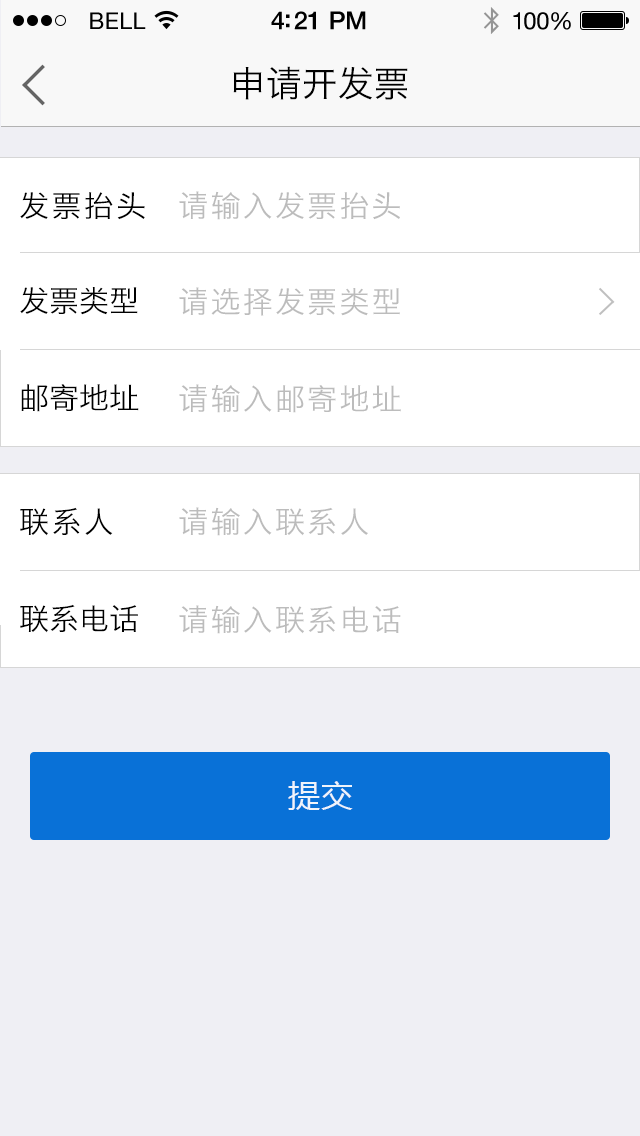 BELL 4:21 PM 100%
申请开发票
发票抬头 请输入发票抬头
发票类型 请选择发票类型
邮寄地址 请输入邮寄地址
联系人 请输入联系人
联系电话 请输入联系电话
提交